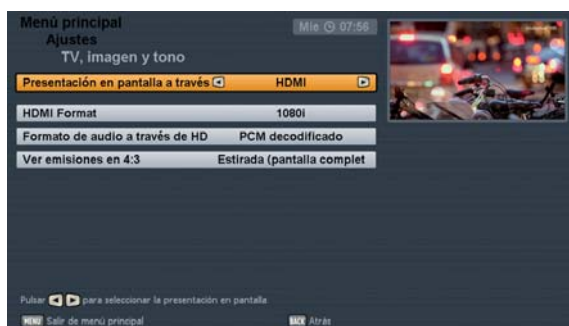 Menú principal
Mie 07:56
Ajustes
TV, imagen y tono
Presentación en pantalla a través HDMI
HDMI Format 1080i
Formato de audio a través de HD PCM decodificado
Ver emisiones en 4:3 Estirada (pantalla complet
Pulsar para seleccionar la presentación en pantalla
MENU Salir de menú principal BACK Atrás